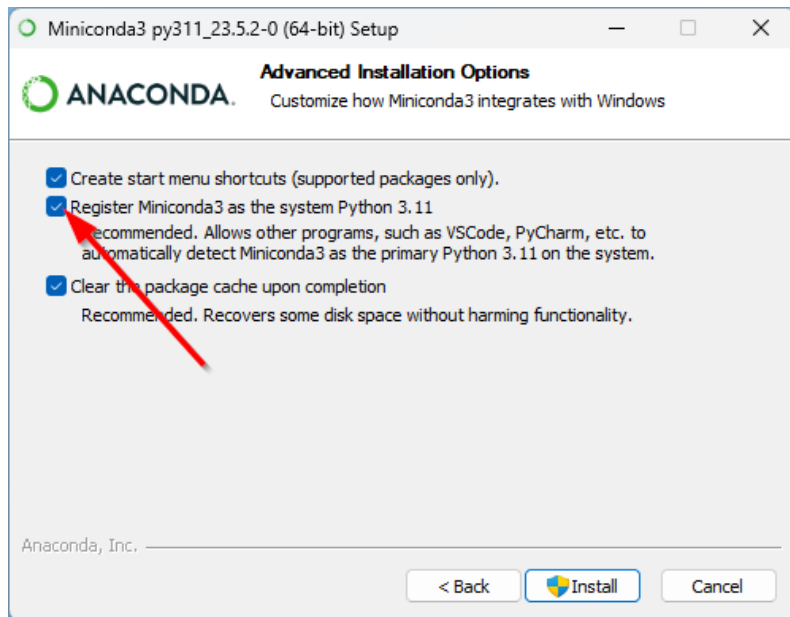 Miniconda3 py311_23.5.2-0 (64-bit) Setup
ANACONDA.
Advanced Installation Options
Customize how Miniconda3 integrates with Windows
Create start menu shortcuts (supported packages only).
Register Miniconda3 as the system Python 3.11
Recommended. Allows other programs, such as VSCode, PyCharm, etc. to
automatically detect Miniconda3 as the primary Python 3.11 on the system.
Clear the package cache upon completion
Recommended. Recovers some disk space without harming functionality.
Anaconda, Inc.
< Back
Install
Cancel